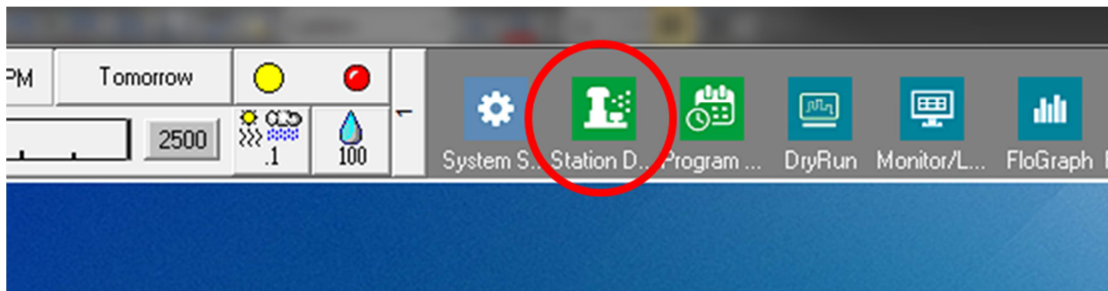 PM
Tomorrow
2500
.1
100
System S...
Station D...
Program ...
DryRun
Monitor/L...
FloGraph